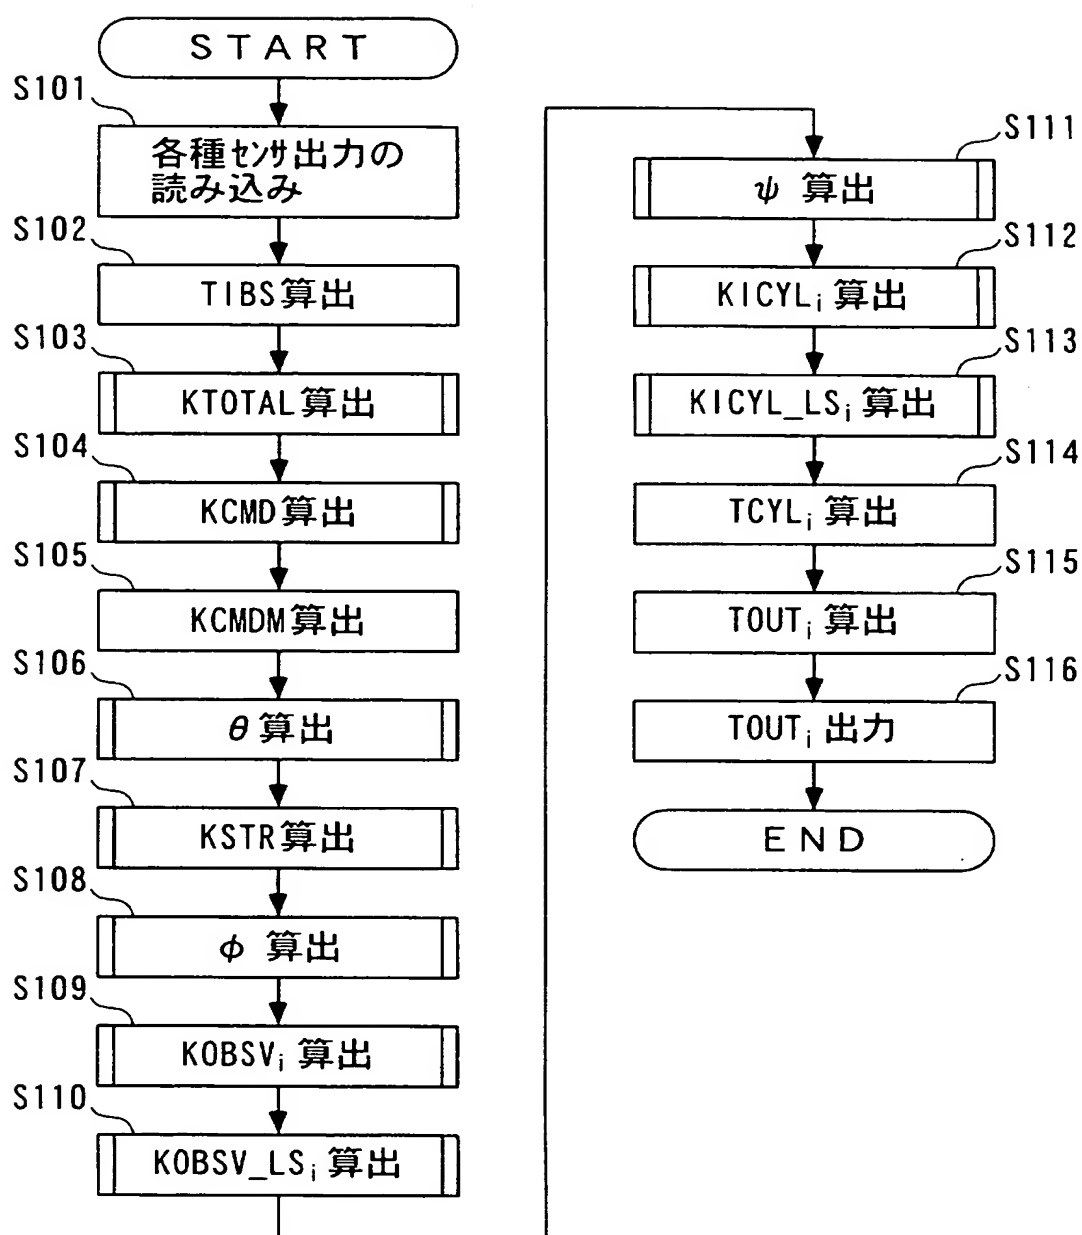 START
S101
各種ｾﾝｻ出力の
読み込み
S102
TIBS算出
S103
KTOTAL算出
S104
KCMD算出
S105
KCMDM算出
S106
θ算出
S107
KSTR算出
S108
φ 算出
S109
KOBSVi 算出
S110
KOBSV_LSi 算出
S111
ψ 算出
S112
KICYLi 算出
S113
KICYL_LSi 算出
S114
TCYLi 算出
S115
TOUTi 算出
S116
TOUTi 出力
END